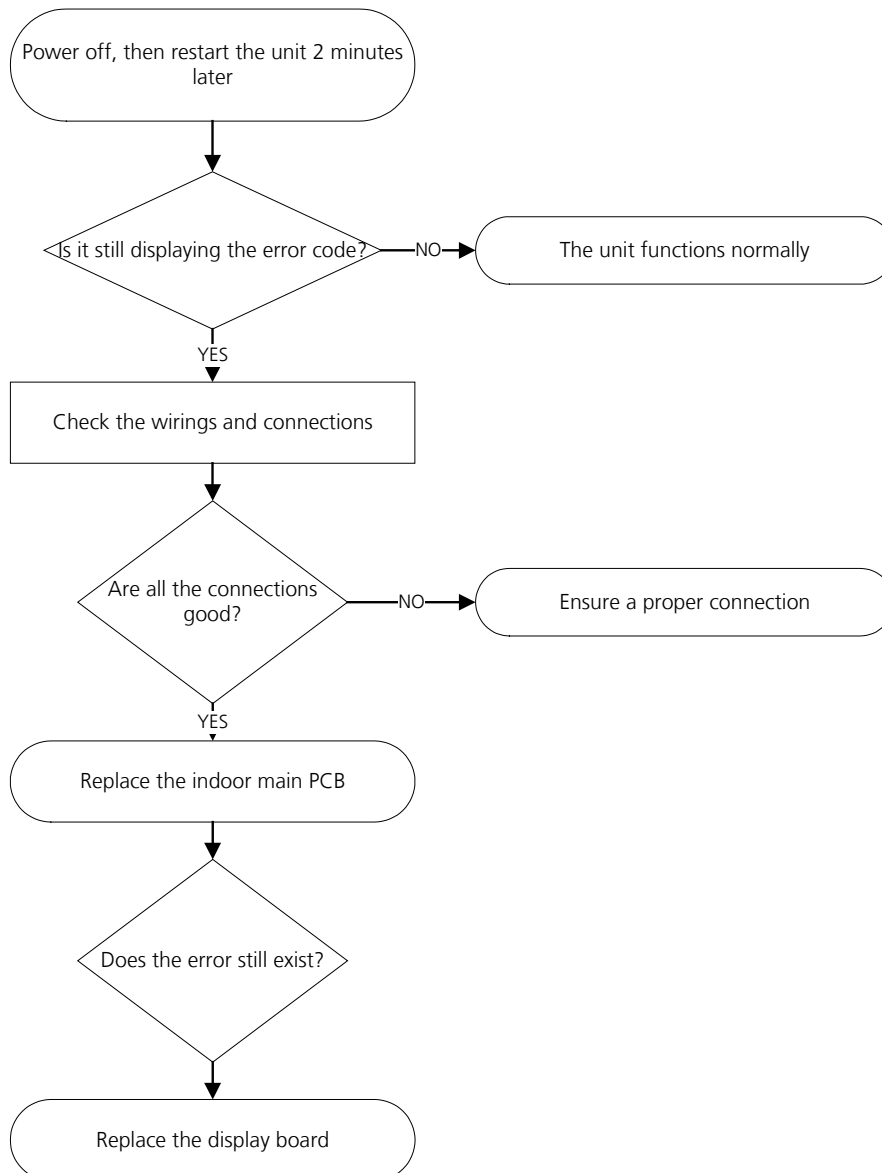 Power off, then restart the unit 2 minutes
later
Is it still displaying the error code?
NO
The unit functions normally
YES
Check the wirings and connections
Are all the connections
good?
NO
Ensure a proper connection
YES
Replace the indoor main PCB
Does the error still exist?
Replace the display board